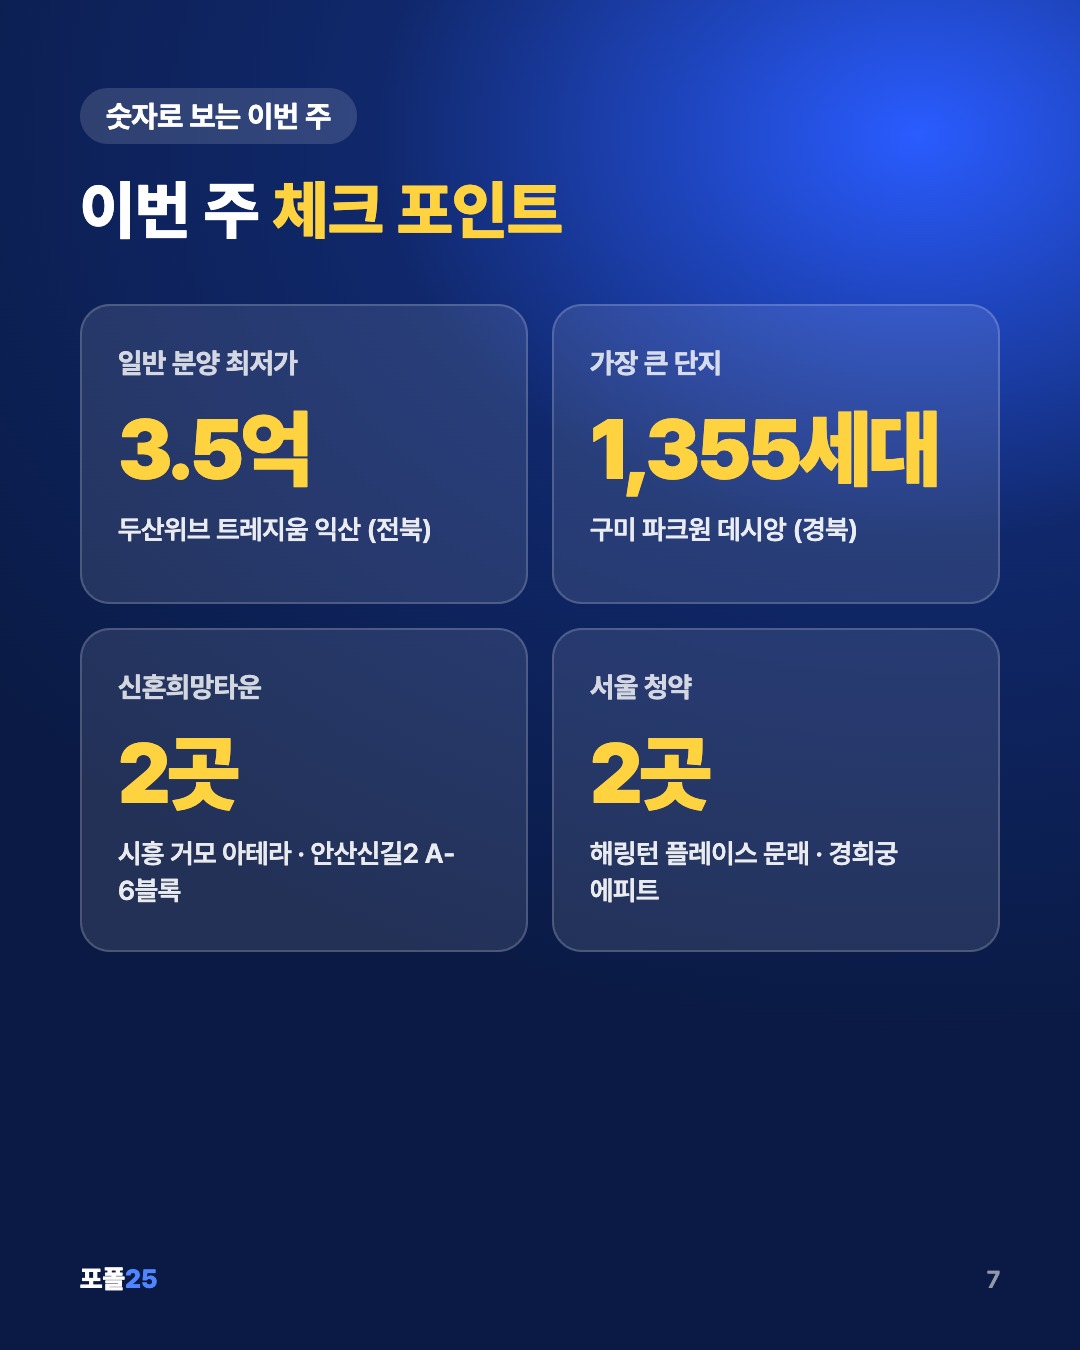 숫자로 보는 이번 주
이번 주 체크 포인트
일반 분양 최저가
3.5억
두산위브 트레지움 익산 (전북)
가장 큰 단지
1,355세대
구미 파크원 데시앙 (경북)
신혼희망타운
2곳
시흥 거모 아테라 · 안산신길2 A-
6블록
서울 청약
2곳
해링턴 플레이스 문래 · 경희궁
에피트
포폴25
7